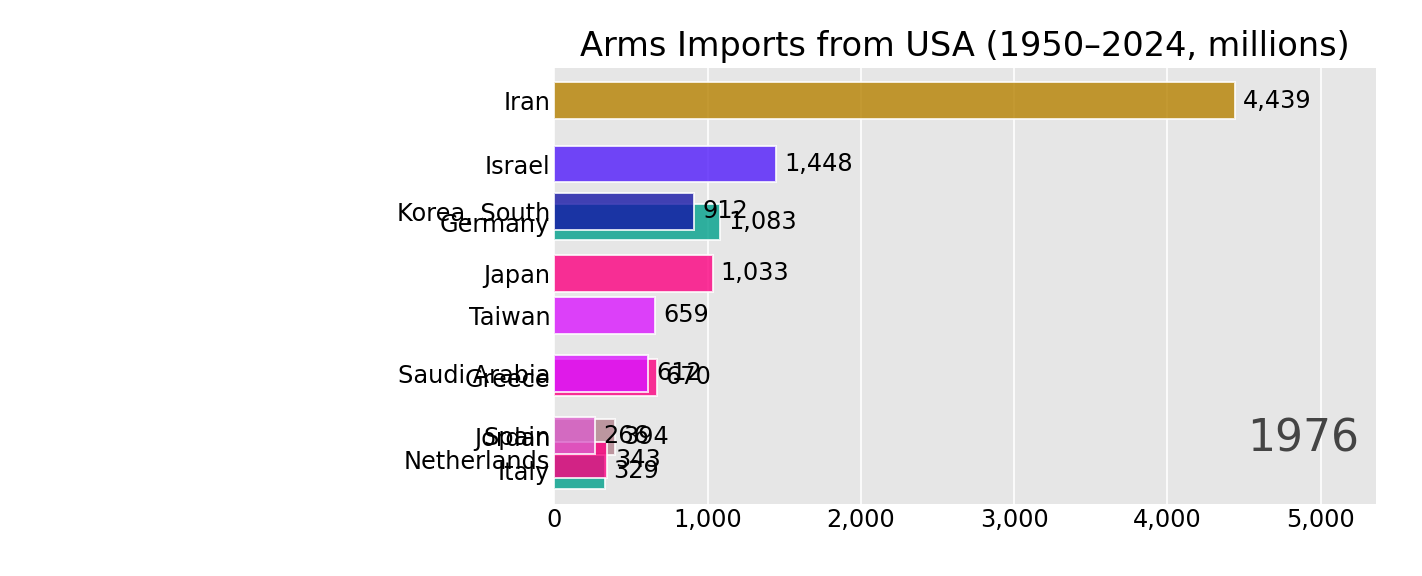 Arms Imports from USA (1950–2024, millions)
Iran 4,439
Israel 1,448
Korea, South 912
Germany 1,083
Japan 1,033
Taiwan 659
Saudi Arabia 612
Greece 670
Spain 266
Jordan 394
Netherlands 343
Italy 329
1976
0 1,000 2,000 3,000 4,000 5,000